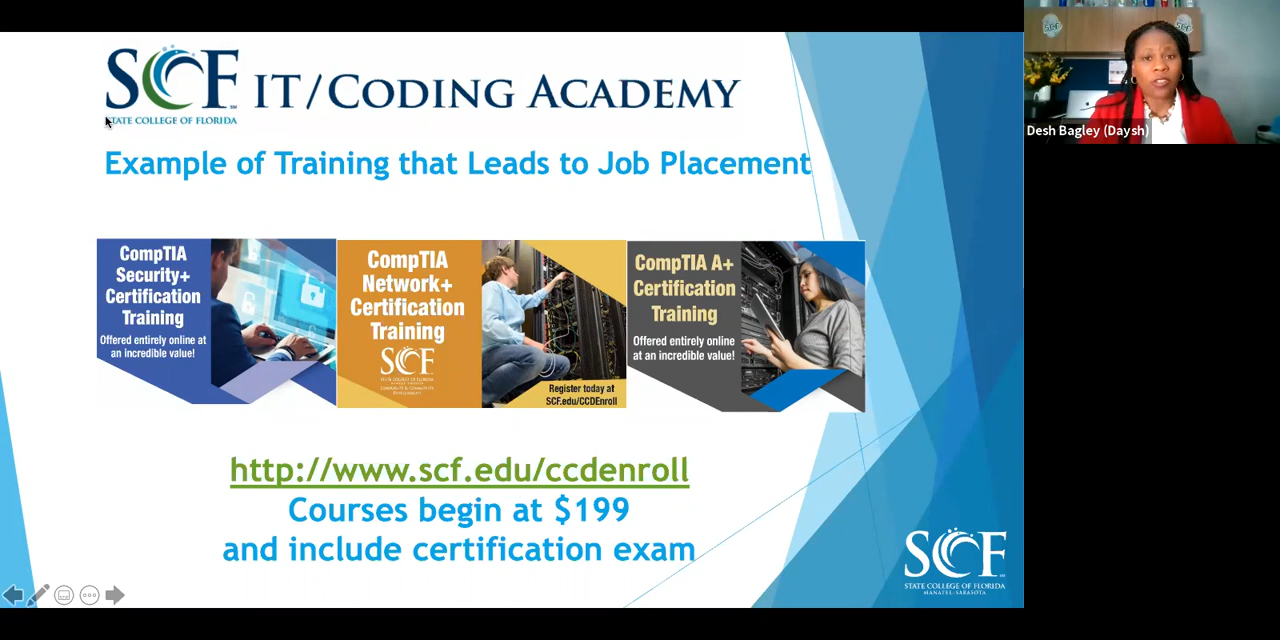 SCF IT/CODING ACADEMY
STATE COLLEGE OF FLORIDA
Desh Bagley (Daysh)
Example of Training that Leads to Job Placement
CompTIA
Security+
Certification
Training
Offered entirely online at
an incredible value!
CompTIA
Network+
Certification
Training
SCF
Register today at
SCF.edu/CCDEnroll
CompTIA A+
Certification
Training
Offered entirely online
at an incredible value!
http://www.scf.edu/ccdenroll
Courses begin at $199
and include certification exam
SCF
STATE COLLEGE OF FLORIDA
MANATEE-SARASOTA